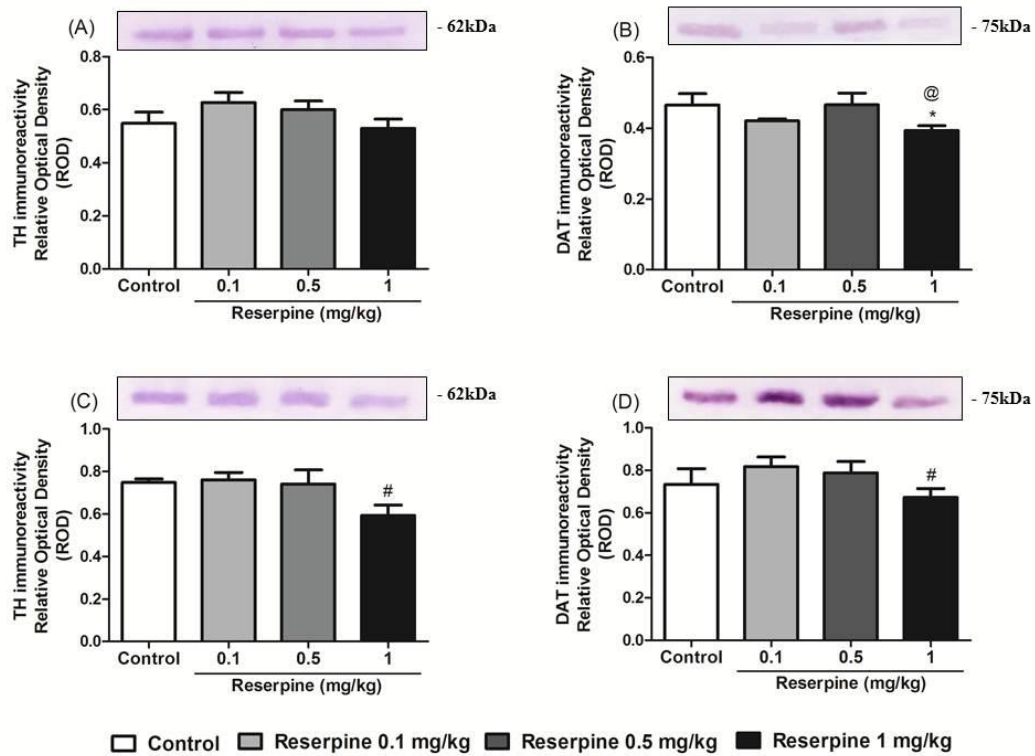 (A)
- 62kDa
TH immunoreactivity
Relative Optical Density
(ROD)
0.8
0.6
0.4
0.2
0.0
Control 0.1 0.5 1
Reserpine (mg/kg)
(B)
- 75kDa
DAT immunoreactivity
Relative Optical Density
(ROD)
0.6
0.4
0.2
0.0
@
*
Control 0.1 0.5 1
Reserpine (mg/kg)
(C)
- 62kDa
TH immunoreactivity
Relative Optical Density
(ROD)
1.0
0.8
0.6
0.4
0.2
0.0
#
Control 0.1 0.5 1
Reserpine (mg/kg)
(D)
- 75kDa
DAT immunoreactivity
Relative Optical Density
(ROD)
1.0
0.8
0.6
0.4
0.2
0.0
#
Control 0.1 0.5 1
Reserpine (mg/kg)
Control Reserpine 0.1 mg/kg Reserpine 0.5 mg/kg Reserpine 1 mg/kg